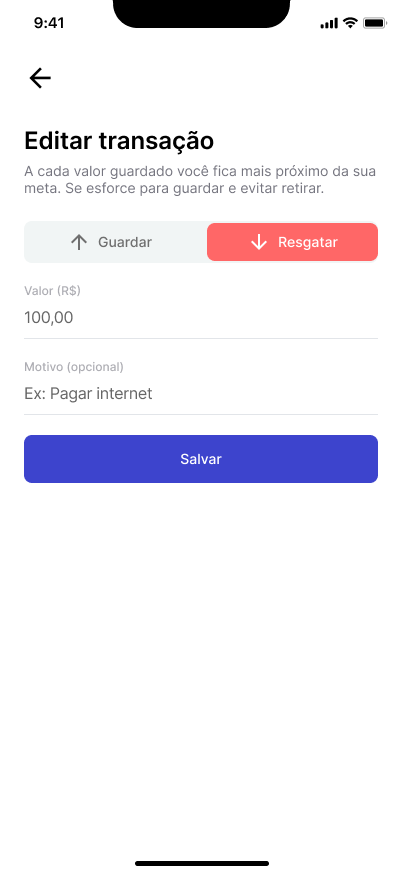 9:41
Editar transação
A cada valor guardado você fica mais próximo da sua
meta. Se esforce para guardar e evitar retirar.
Guardar
Resgatar
Valor (R$)
100,00
Motivo (opcional)
Ex: Pagar internet
Salvar